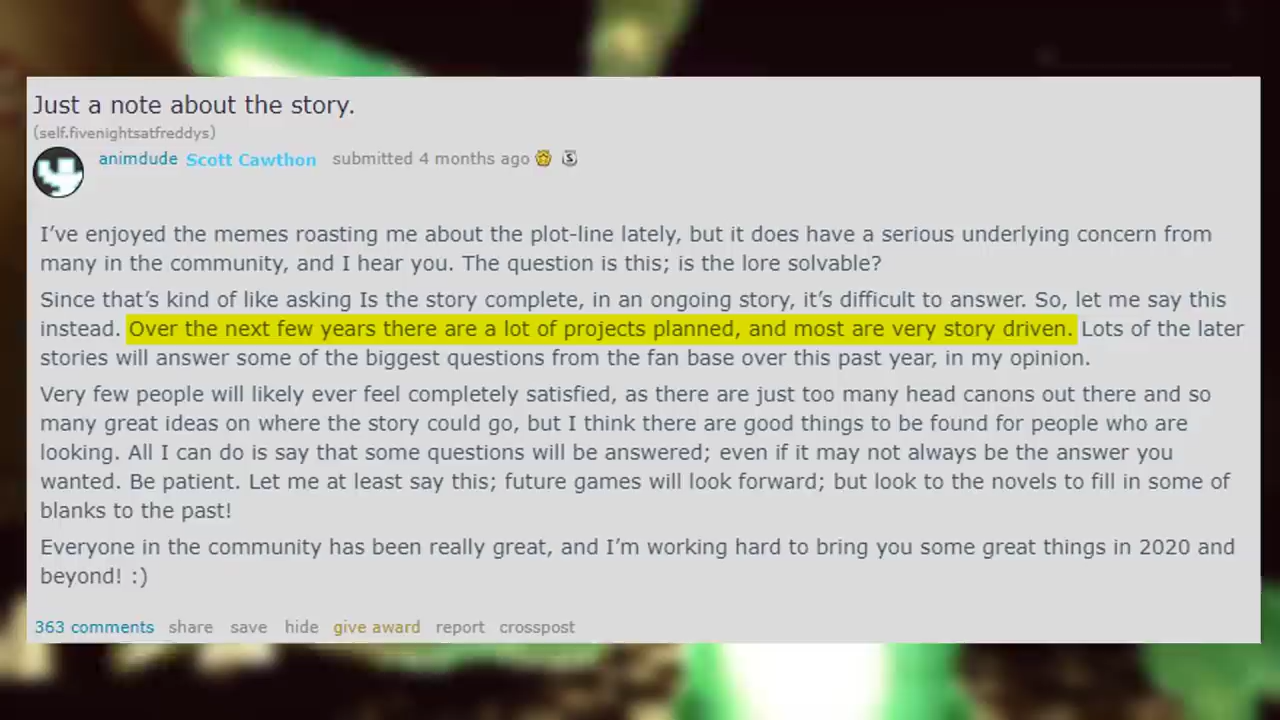 Just a note about the story.
(self.fivenightsatfreddys)
animdude Scott Cawthon submitted 4 months ago
I’ve enjoyed the memes roasting me about the plot-line lately, but it does have a serious underlying concern from
many in the community, and I hear you. The question is this; is the lore solvable?
Since that’s kind of like asking Is the story complete, in an ongoing story, it’s difficult to answer. So, let me say this
instead. Over the next few years there are a lot of projects planned, and most are very story driven. Lots of the later
stories will answer some of the biggest questions from the fan base over this past year, in my opinion.
Very few people will likely ever feel completely satisfied, as there are just too many head canons out there and so
many great ideas on where the story could go, but I think there are good things to be found for people who are
looking. All I can do is say that some questions will be answered; even if it may not always be the answer you
wanted. Be patient. Let me at least say this; future games will look forward; but look to the novels to fill in some of
blanks to the past!
Everyone in the community has been really great, and I’m working hard to bring you some great things in 2020 and
beyond! :)
363 comments share save hide give award report crosspost